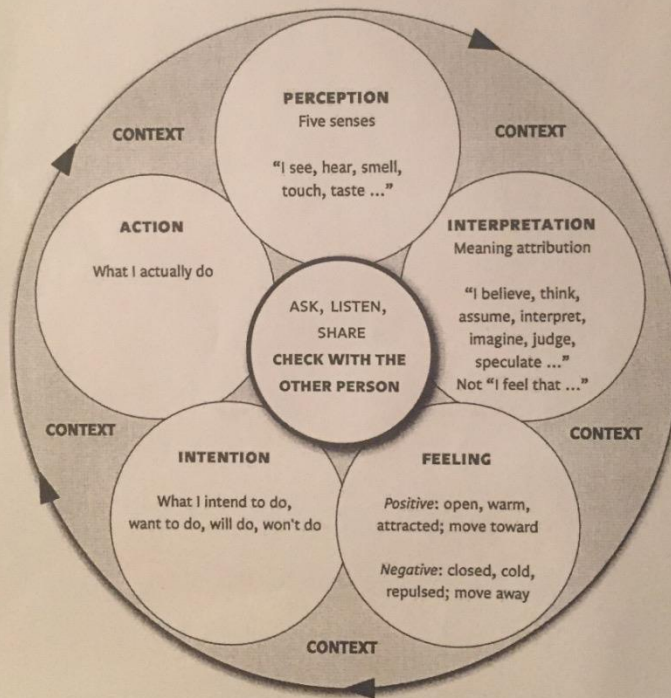 PERCEPTION
Five senses
"I see, hear, smell,
touch, taste ..."
CONTEXT
CONTEXT
INTERPRETATION
Meaning attribution
"I believe, think,
assume, interpret,
imagine, judge,
speculate ..."
Not "I feel that ..."
CONTEXT
FEELING
Positive: open, warm,
attracted; move toward
Negative: closed, cold,
repulsed; move away
CONTEXT
INTENTION
What I intend to do,
want to do, will do, won't do
CONTEXT
ACTION
What I actually do
ASK, LISTEN,
SHARE
CHECK WITH THE
OTHER PERSON